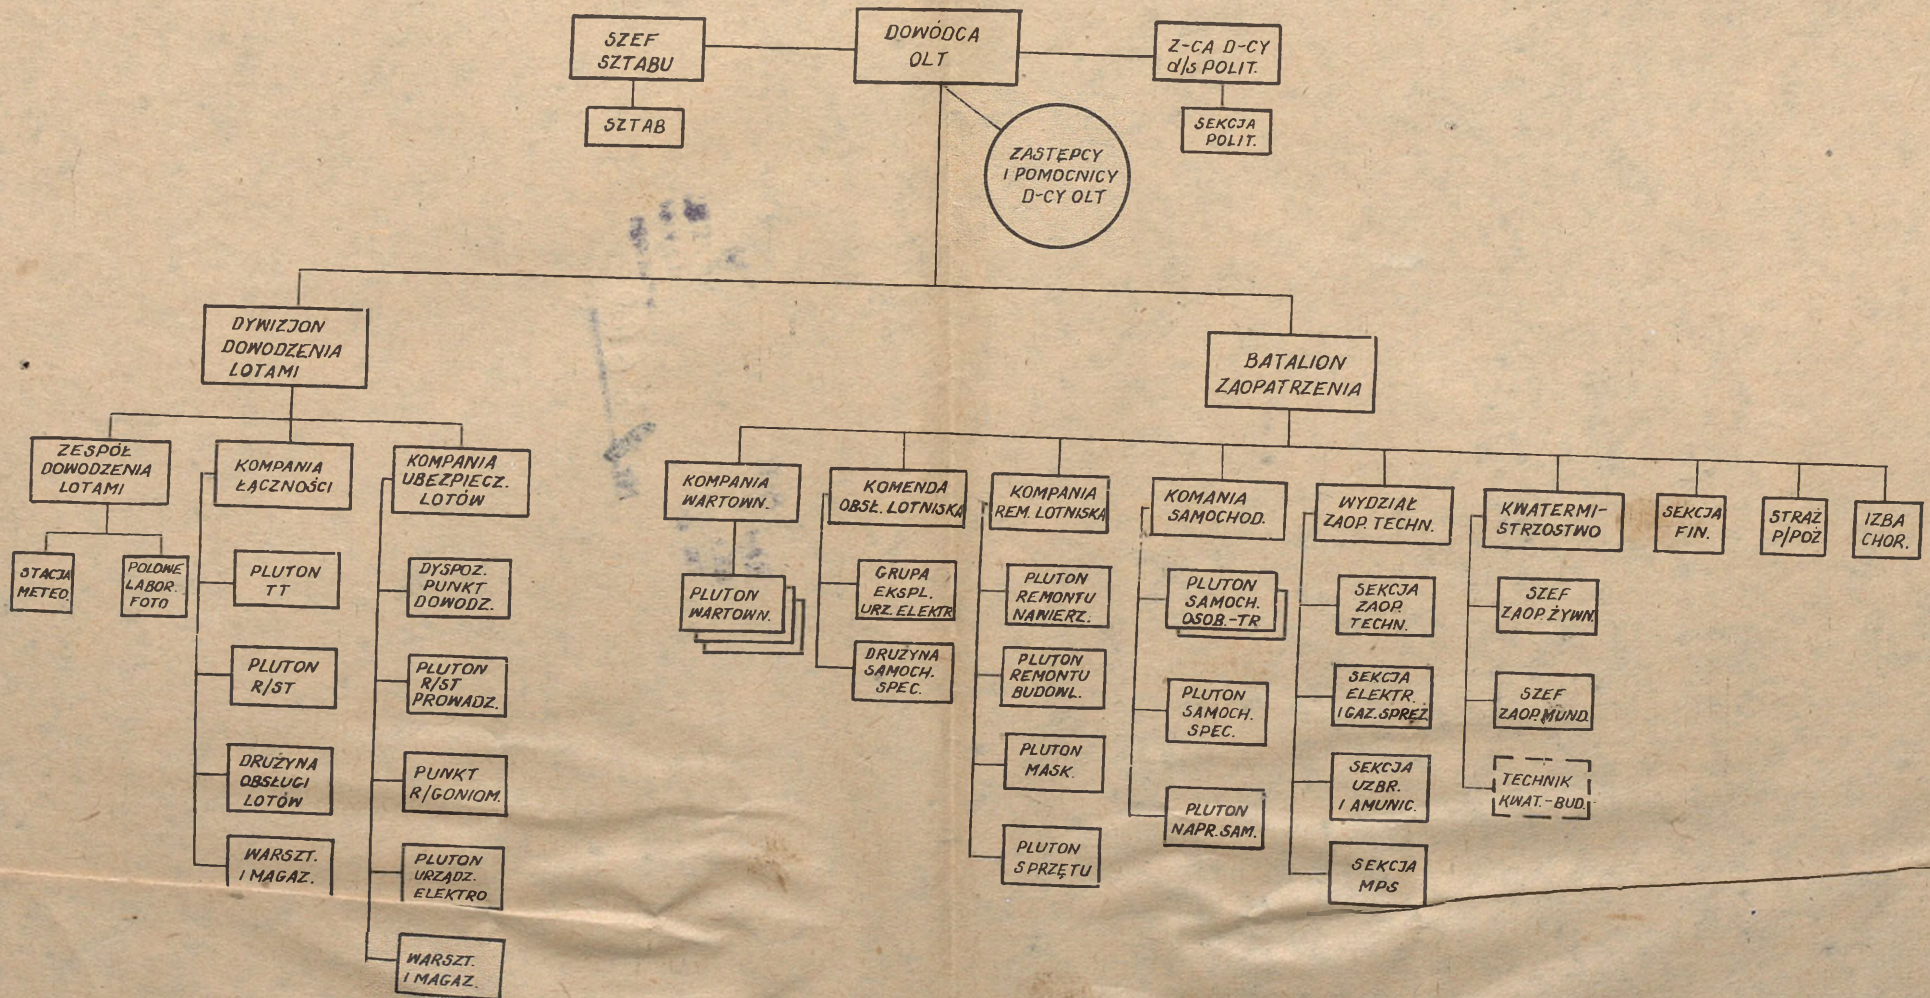 SZEF
SZTABU
DOWÓDCA
OLT
Z-CA D-CY
d/s POLIT.
SZTAB
SEKCJA
POLIT.
ZASTĘPCY
I POMOCNICY
D-CY OLT
DYWIZJON
DOWODZENIA
LOTAMI
BATALION
ZAOPATRZENIA
ZESPÓŁ
DOWODZENIA
LOTAMI
STACJA
METEO.
POLOWE
LABOR.
FOTO
KOMPANIA
ŁĄCZNOŚCI
PLUTON
TT
PLUTON
R/ST
DRUŻYNA
OBSŁUGI
LOTÓW
WARSZT.
I MAGAZ.
KOMPANIA
UBEZPIECZ.
LOTÓW
DYSPOZ.
PUNKT
DOWODZ.
PLUTON
R/ST
PROWADZ.
PUNKT
R/GONIOM.
PLUTON
URZĄDZ.
ELEKTRO
WARSZT.
I MAGAZ.
KOMPANIA
WARTOWN.
PLUTON
WARTOWN.
KOMENDA
OBSŁ. LOTNISKA
GRUPA
EKSPL.
URZ. ELEKTR
DRUŻYNA
SAMOCH.
SPEC.
KOMPANIA
REM. LOTNISKA
PLUTON
REMONTU
NAWIERZ.
PLUTON
REMONTU
BUDOWL.
PLUTON
MASK.
PLUTON
SPRZĘTU
KOMANIA
SAMOCHOD.
PLUTON
SAMOCH.
OSOB.-TR
PLUTON
SAMOCH.
SPEC.
PLUTON
NAPR. SAM.
WYDZIAŁ
ZAOP. TECHN.
SEKCJA
ZAOP.
TECHN.
SEKCJA
ELEKTR.
I GAZ. SPRĘŻ.
SEKCJA
UZBR.
I AMUNIC.
SEKCJA
MPS
KWATERMI-
STRZOSTWO
SZEF
ZAOP. ŻYWN.
SZEF
ZAOP. MUND.
TECHNIK
KWAT.-BUD.
SEKCJA
FIN.
STRAŻ
P/POŻ
IZBA
CHOR.